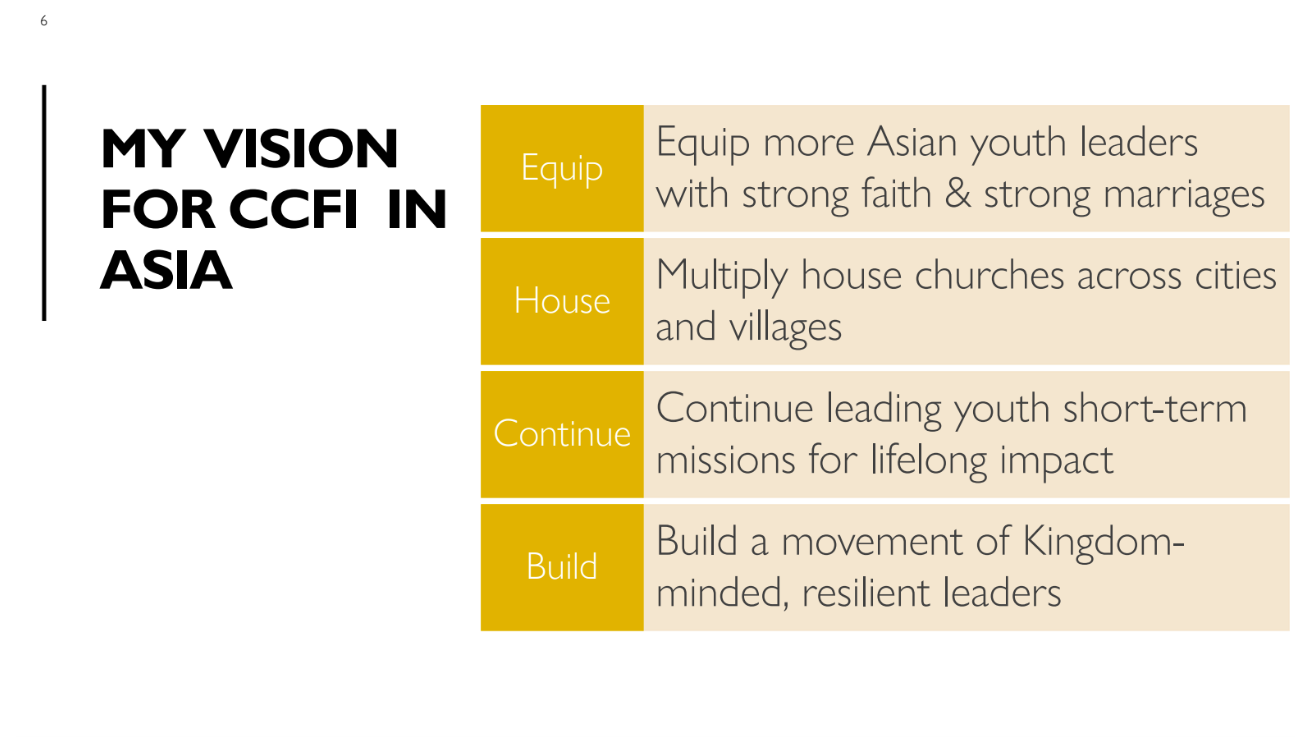 6
MY VISION
FOR CCFI IN
ASIA
Equip
Equip more Asian youth leaders
with strong faith & strong marriages
House
Multiply house churches across cities
and villages
Continue
Continue leading youth short-term
missions for lifelong impact
Build
Build a movement of Kingdom-
minded, resilient leaders